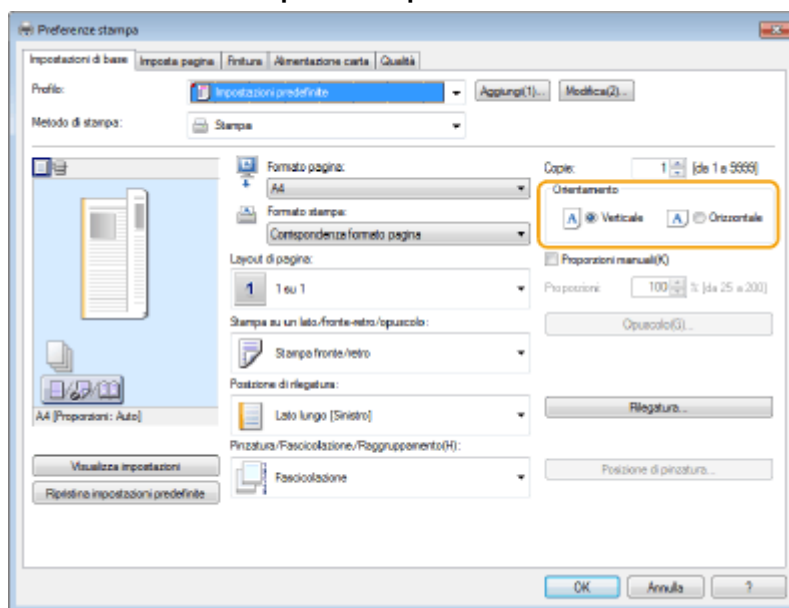 Preferenze stampa
Impostazioni di base Imposta pagina Finitura Alimentazione carta Qualità
Profilo: Impostazioni predefinite Aggiungi(1)... Modifica(2)...
Metodo di stampa: Stampa
Formato pagina: Copie: 1 [da 1 a 9999]
A4 Orientamento
Formato stampa: A Verticale A Orizzontale
Corrispondenza formato pagina
Layout di pagina: Proporzioni manuali(K)
1 1 su 1 Proporzioni: 100 % [da 25 a 200]
Stampa su un lato/fronte-retro/opuscolo: Opuscolo(G)...
Stampa fronte/retro
Posizione di rilegatura:
A4 [Proporzioni: Auto] Lato lungo [Sinistro] Rilegatura...
Pinzatura/Fascicolazione/Raggruppamento(H):
Visualizza impostazioni Fascicolazione Posizione di pinzatura...
Ripristina impostazioni predefinite
OK Annulla ?